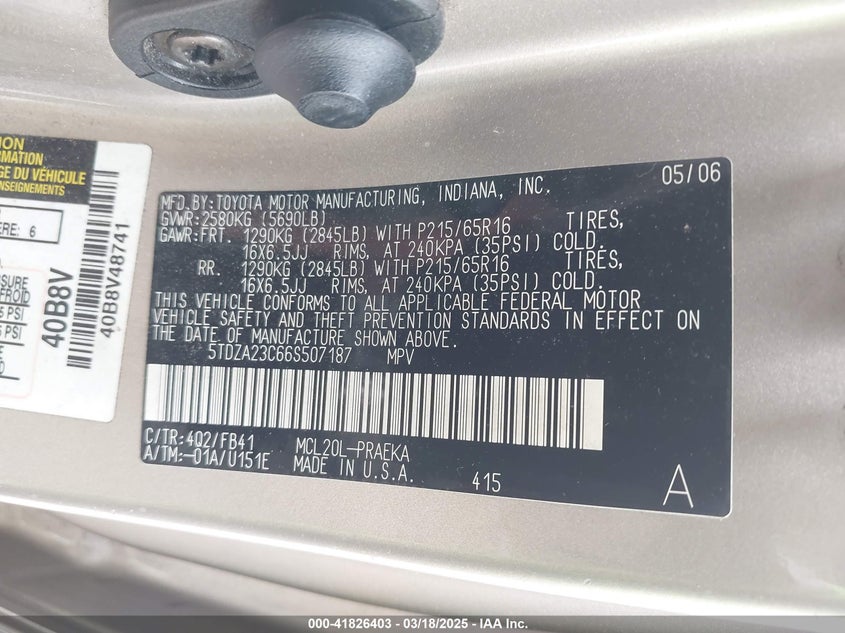 ION
ORMATION
GE DU VÉHICULE
ENSEIGNEMENTS
ERE: 6
40B8V
40B8V48741
MFD.BY:TOYOTA MOTOR MANUFACTURING, INDIANA, INC. 05/06
GVWR:2580KG (5690LB)
GAWR:FRT. 1290KG (2845LB) WITH P215/65R16 TIRES,
16X6.5JJ RIMS, AT 240KPA (35PSI) COLD.
RR. 1290KG (2845LB) WITH P215/65R16 TIRES,
16X6.5JJ RIMS, AT 240KPA (35PSI) COLD.
THIS VEHICLE CONFORMS TO ALL APPLICABLE FEDERAL MOTOR
VEHICLE SAFETY AND THEFT PREVENTION STANDARDS IN EFFECT ON
THE DATE OF MANUFACTURE SHOWN ABOVE.
5TDZA23C66S507187 MPV
C/TR:4Q2/FB41 MCL20L-PRAEKA
A/TM:-01A/U151E MADE IN U.S.A. 415
A
000-41826403 - 03/18/2025 - IAA Inc.